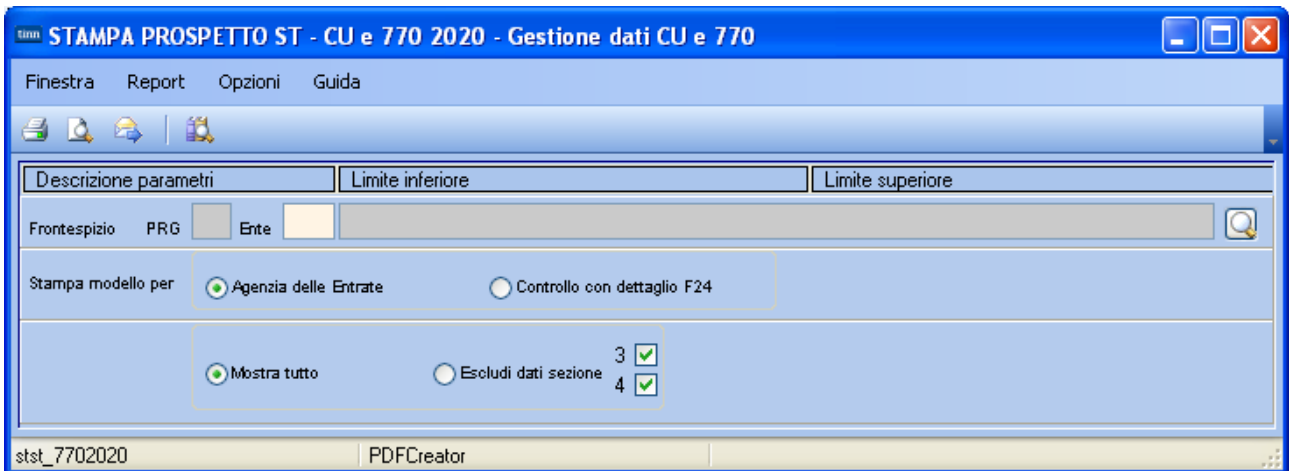 tinn STAMPA PROSPETTO ST - CU e 770 2020 - Gestione dati CU e 770
Finestra Report Opzioni Guida
Descrizione parametri Limite inferiore Limite superiore
Frontespizio PRG Ente
Stampa modello per Agenzia delle Entrate Controllo con dettaglio F24
Mostra tutto Escludi dati sezione 3
4
stst_7702020 PDFCreator